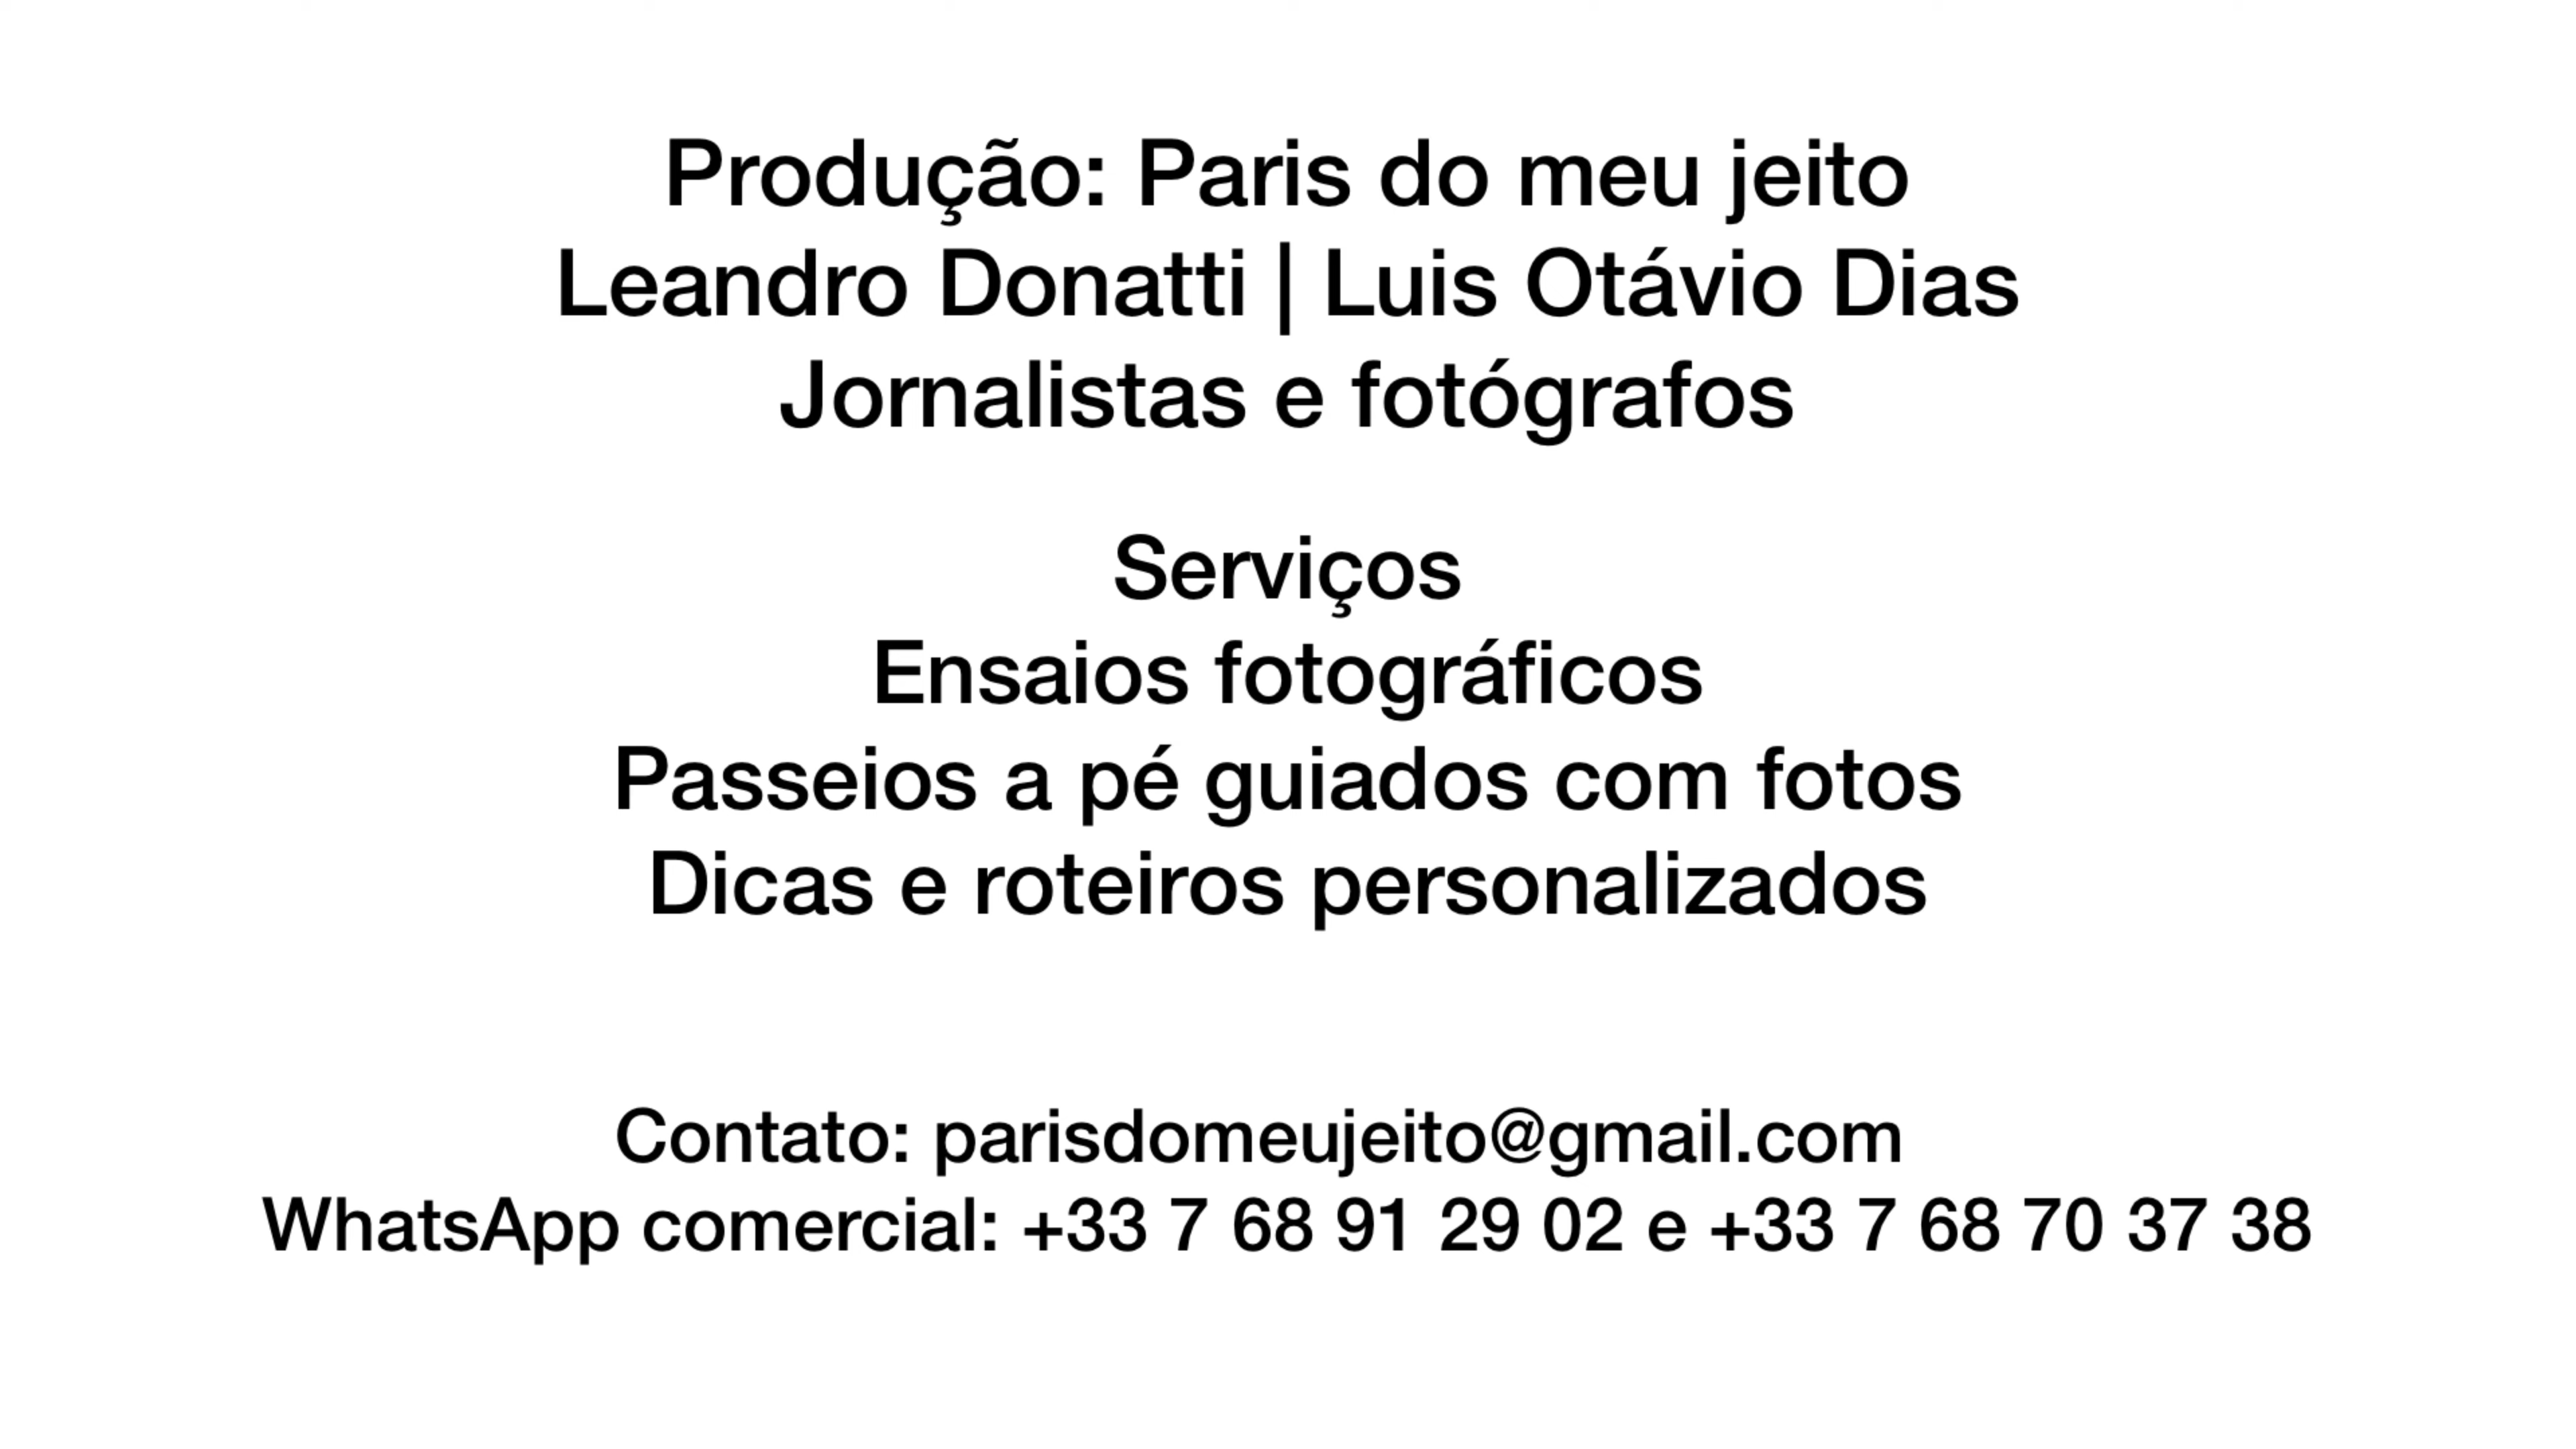 Produção: Paris do meu jeito
Leandro Donatti | Luis Otávio Dias
Jornalistas e fotógrafos
Serviços
Ensaios fotográficos
Passeios a pé guiados com fotos
Dicas e roteiros personalizados
Contato: parisdomeujeito@gmail.com
WhatsApp comercial: +33 7 68 91 29 02 e +33 7 68 70 37 38